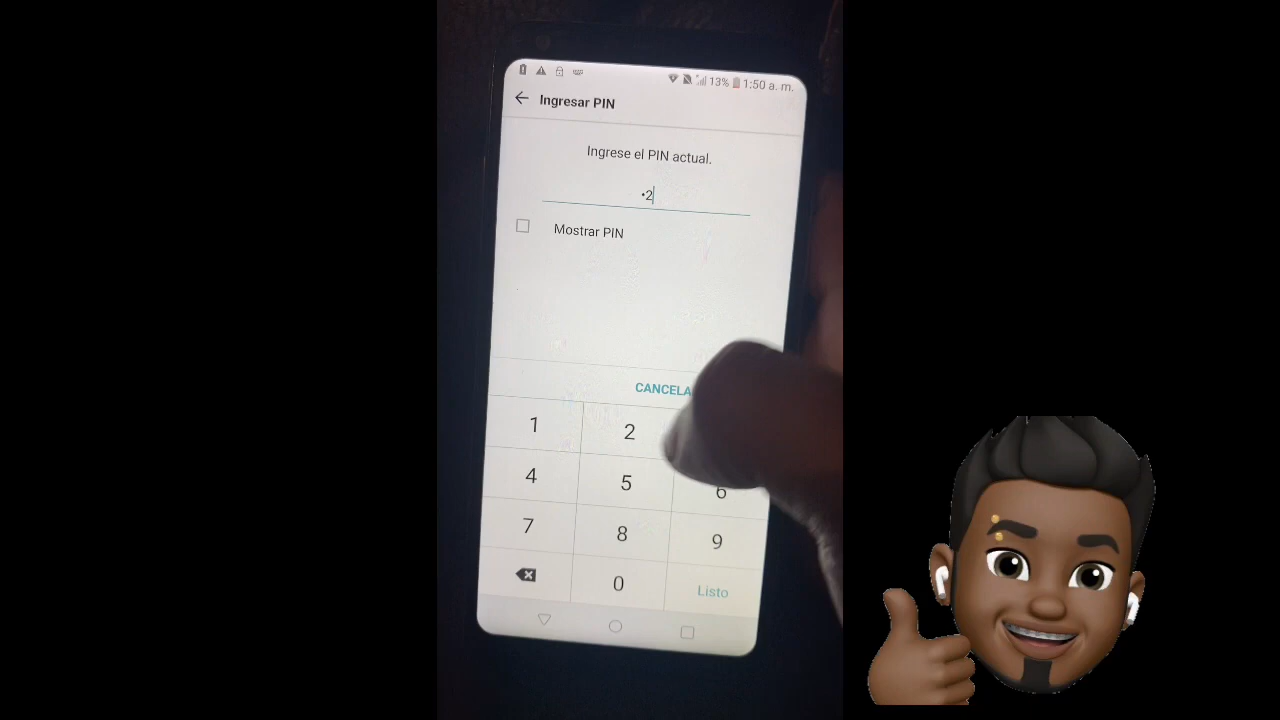 13% 1:50 a. m.
Ingresar PIN
Ingrese el PIN actual.
•2
Mostrar PIN
CANCELA
1 2
4 5 6
7 8 9
0 Listo